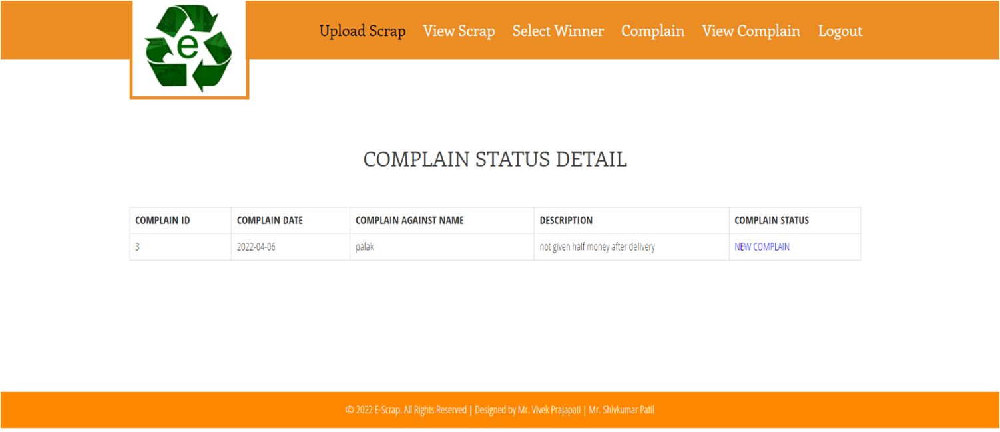 e
Upload Scrap View Scrap Select Winner Complain View Complain Logout
COMPLAIN STATUS DETAIL
COMPLAIN ID COMPLAIN DATE COMPLAIN AGAINST NAME DESCRIPTION COMPLAIN STATUS
3 2022-04-06 palak not given half money after delivery NEW COMPLAIN
© 2022 E-Scrap. All Rights Reserved | Designed by Mr. Vivek Prajapati | Mr. Shivkumar Patil